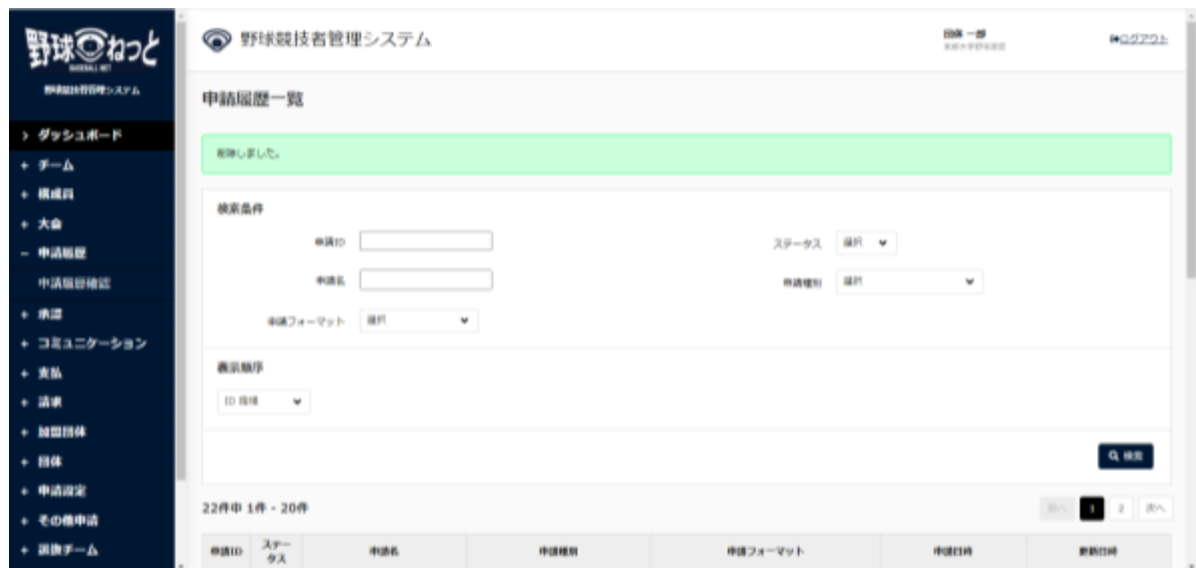 野球ねっと
BASEBALL NET
野球競技者管理システム
> ダッシュボード
+ チーム
+ 構成員
+ 大会
− 申請履歴
申請履歴確認
+ 承認
+ コミュニケーション
+ 支払
+ 請求
+ 加盟団体
+ 団体
+ 申請設定
+ その他申請
+ 選抜チーム
野球競技者管理システム
団体 一郎
ログアウト
申請履歴一覧
削除しました。
検索条件
申請ID
ステータス 選択
申請名
申請種別 選択
申請フォーマット 選択
表示順序
ID 降順
検索
22件中 1件 - 20件
前へ 1 2 次へ
申請ID ステータス 申請名 申請種別 申請フォーマット 申請日時 更新日時